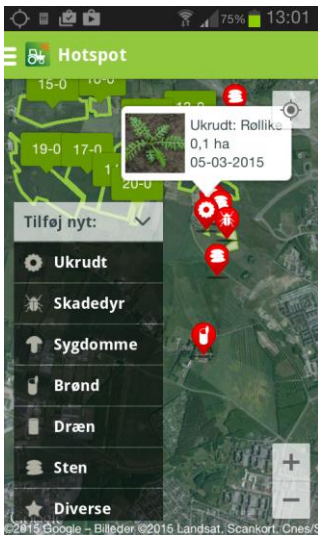 75% 13:01
Hotspot
15-0
19-0
17-0
20-0
Ukrudt: Røllike
0,1 ha
05-03-2015
Tilføj nyt:
Ukrudt
Skadedyr
Sygdomme
Brønd
Dræn
Sten
Diverse
+
−
©2015 Google – Billeder ©2015 Landsat, Scankort, Cnes/S